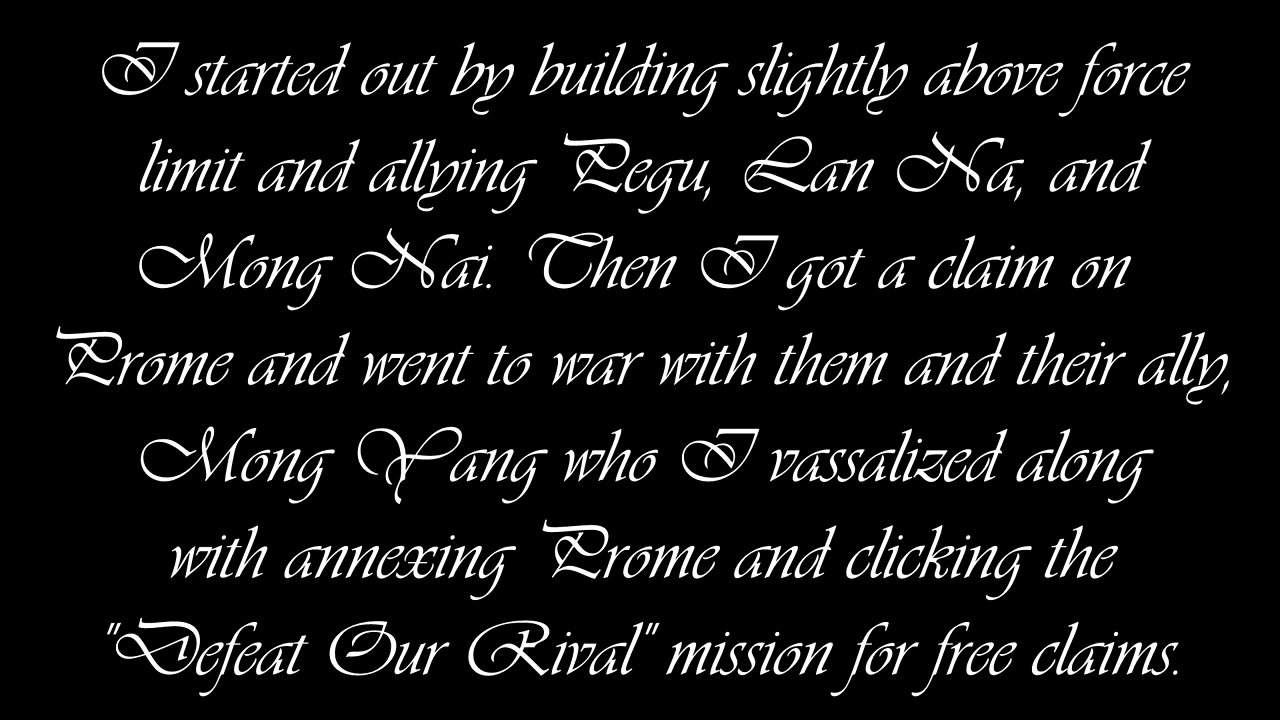 I started out by building slightly above force
limit and allying Pegu, Lan Na, and
Mong Nai. Then I got a claim on
Prome and went to war with them and their ally,
Mong Yang who I vassalized along
with annexing Prome and clicking the
"Defeat Our Rival" mission for free claims.